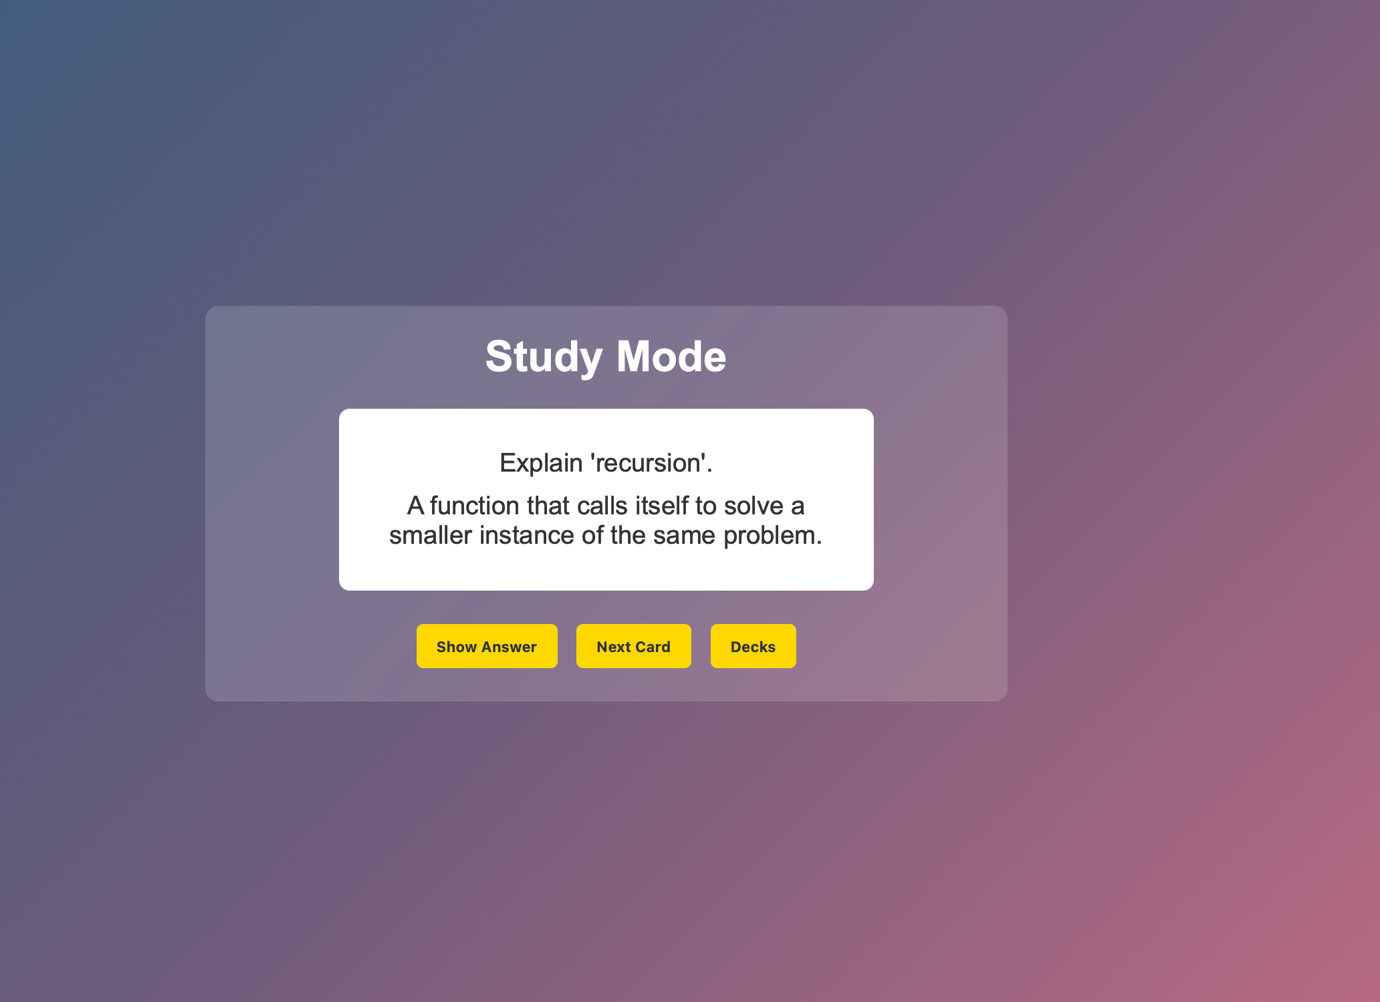 Study Mode
Explain 'recursion'.
A function that calls itself to solve a
smaller instance of the same problem.
Show Answer
Next Card
Decks